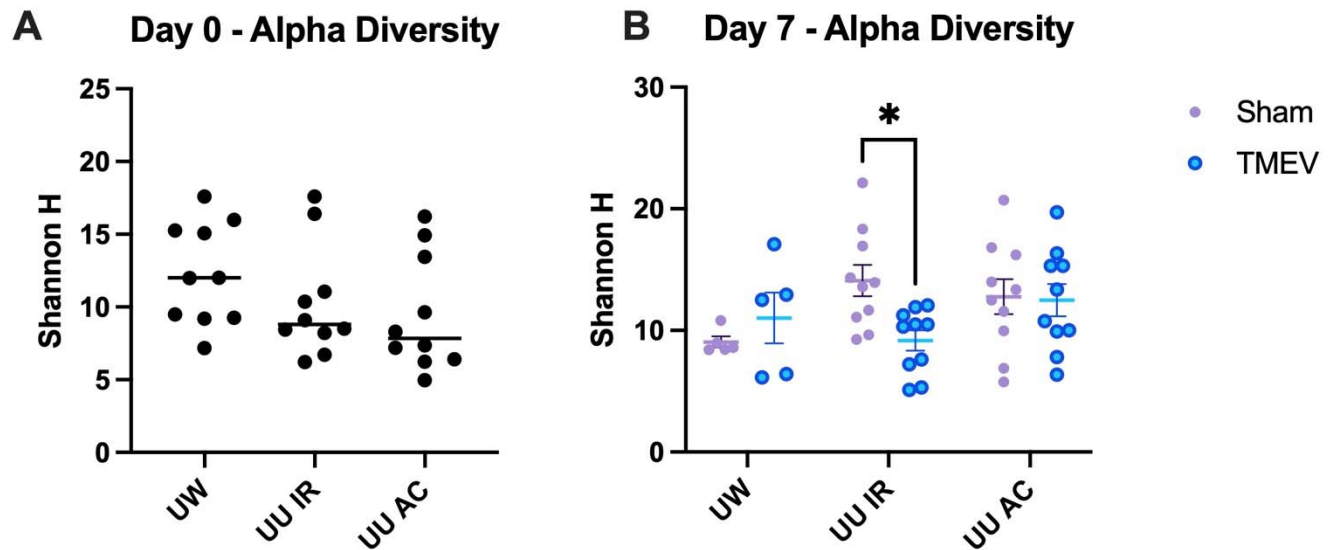 A Day 0 - Alpha Diversity
Shannon H
25
20
15
10
5
0
UW
UU IR
UU AC
B Day 7 - Alpha Diversity
Shannon H
30
20
10
0
*
UW
UU IR
UU AC
Sham
TMEV